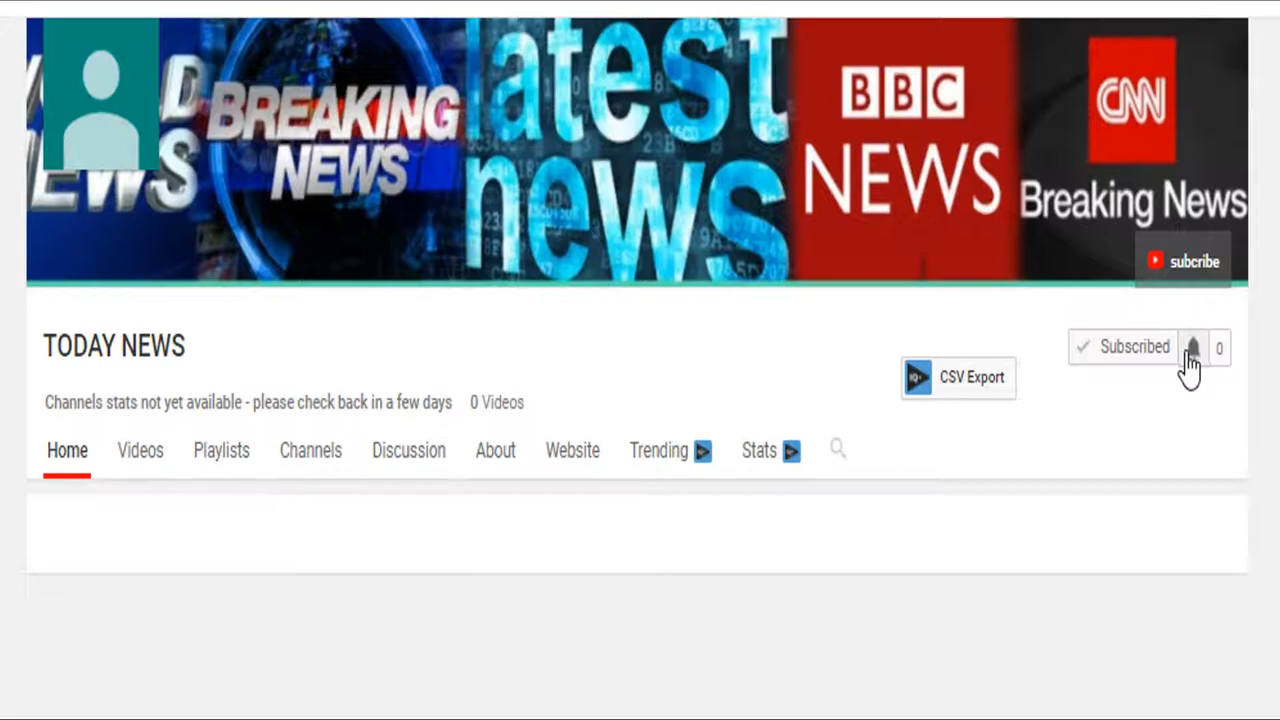 BREAKING
NEWS
latest
news
BBC
NEWS
CNN
Breaking News
subcribe
TODAY NEWS
Subscribed 0
CSV Export
Channels stats not yet available - please check back in a few days 0 Videos
Home Videos Playlists Channels Discussion About Website Trending Stats